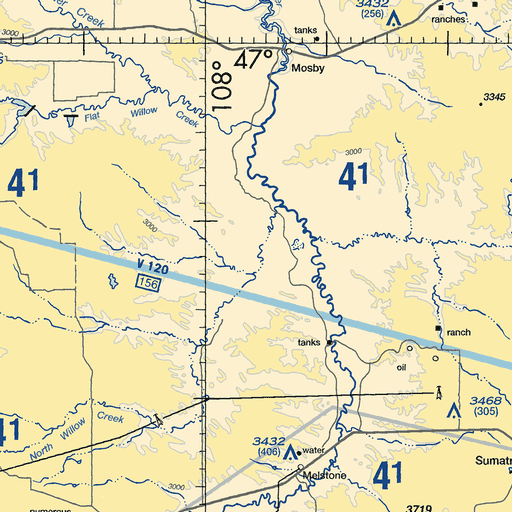 3432
(256)
ranches
Creek
3000
tanks
47°
Mosby
108°
3345
Flat Willow Creek
3000
41
41
3000
V 120
156
ranch
tanks
oil
3468
(305)
41
North Willow Creek
3432
(406)
water
3000
Melstone
41
Sumatr
numerous
3719